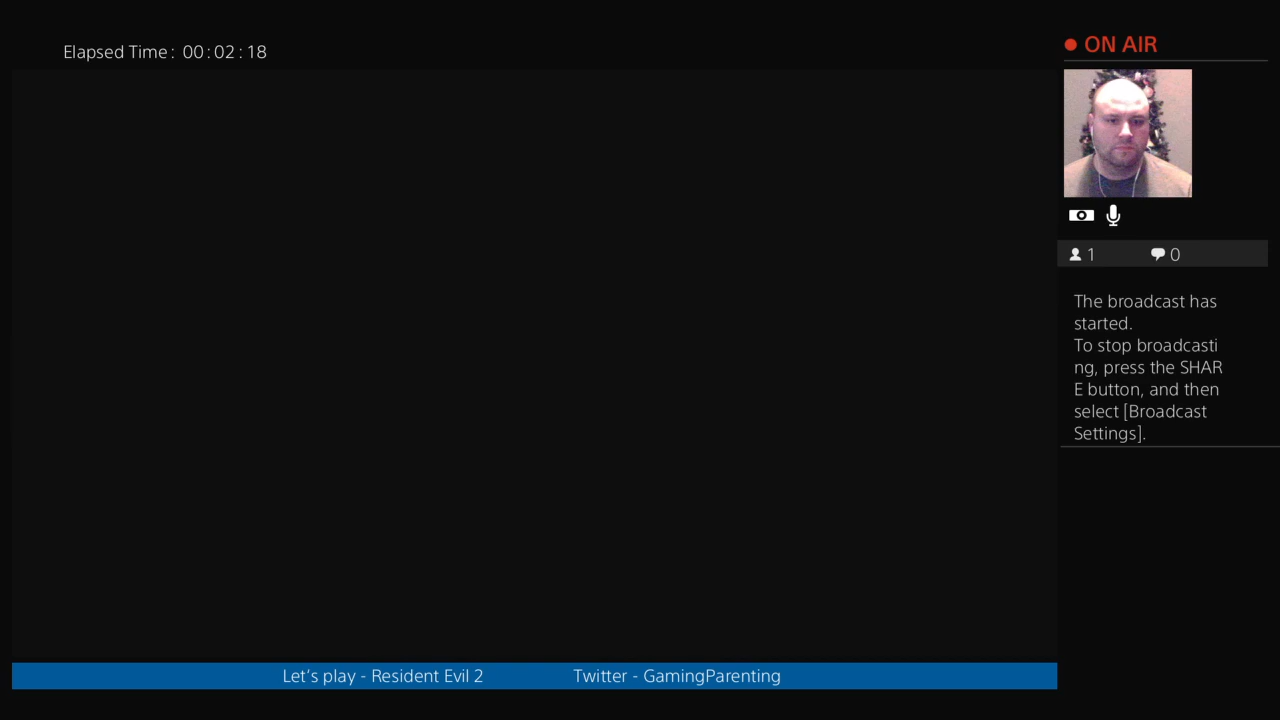 Elapsed Time: 00:02:18
ON AIR
1 0
The broadcast has
started.
To stop broadcasti
ng, press the SHAR
E button, and then
select [Broadcast
Settings].
Let's play - Resident Evil 2 Twitter - GamingParenting